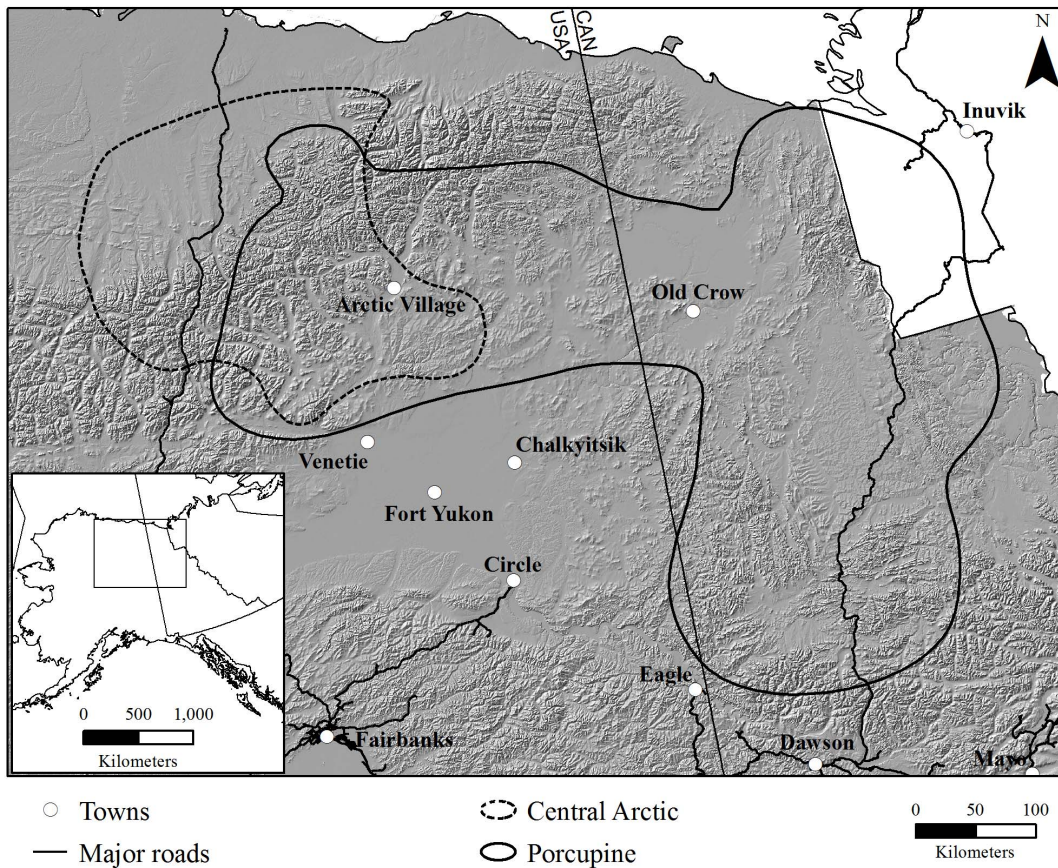 CAN
USA
N
Inuvik
Arctic Village
Old Crow
Venetie
Chalkyitsik
Fort Yukon
Circle
Eagle
Fairbanks
Dawson
Mayo
0 500 1,000
Kilometers
Towns
Major roads
Central Arctic
Porcupine
0 50 100
Kilometers